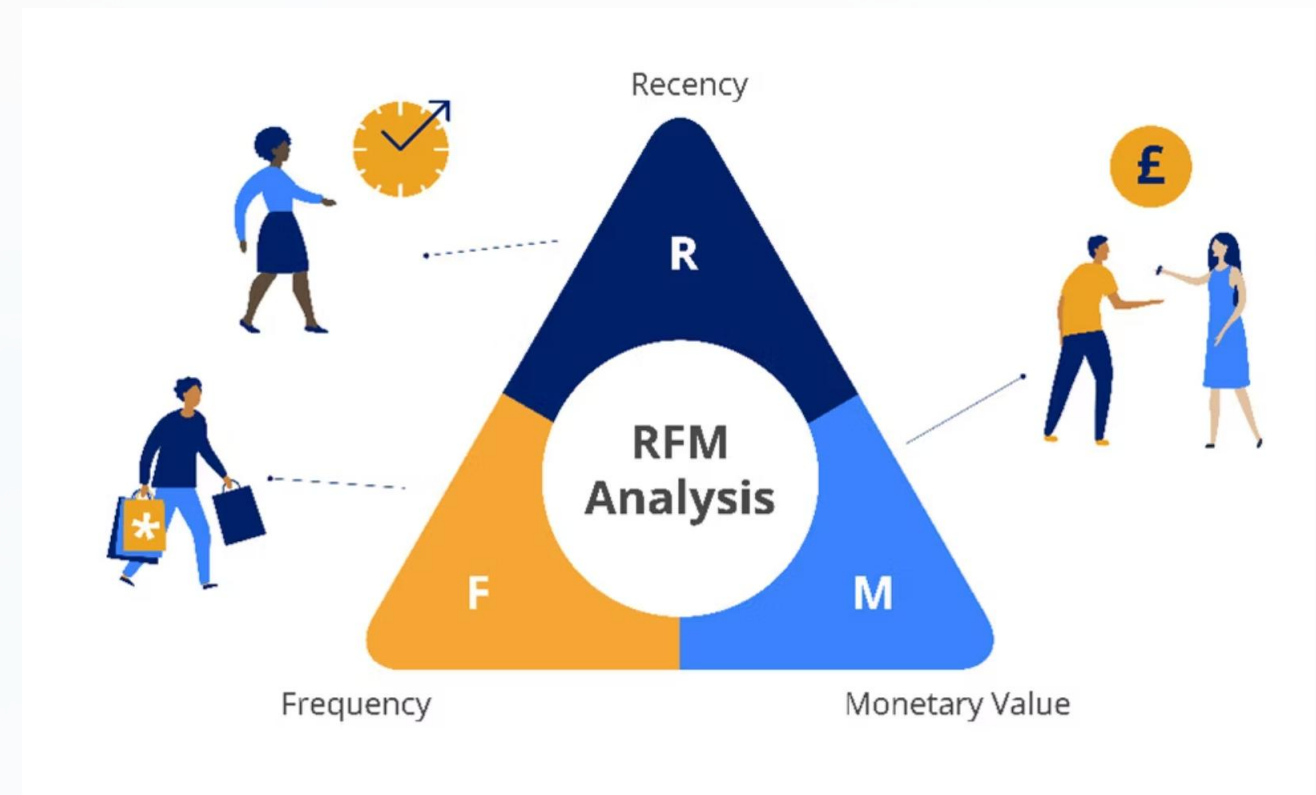 Recency
£
R
RFM
Analysis
F
M
Frequency
Monetary Value